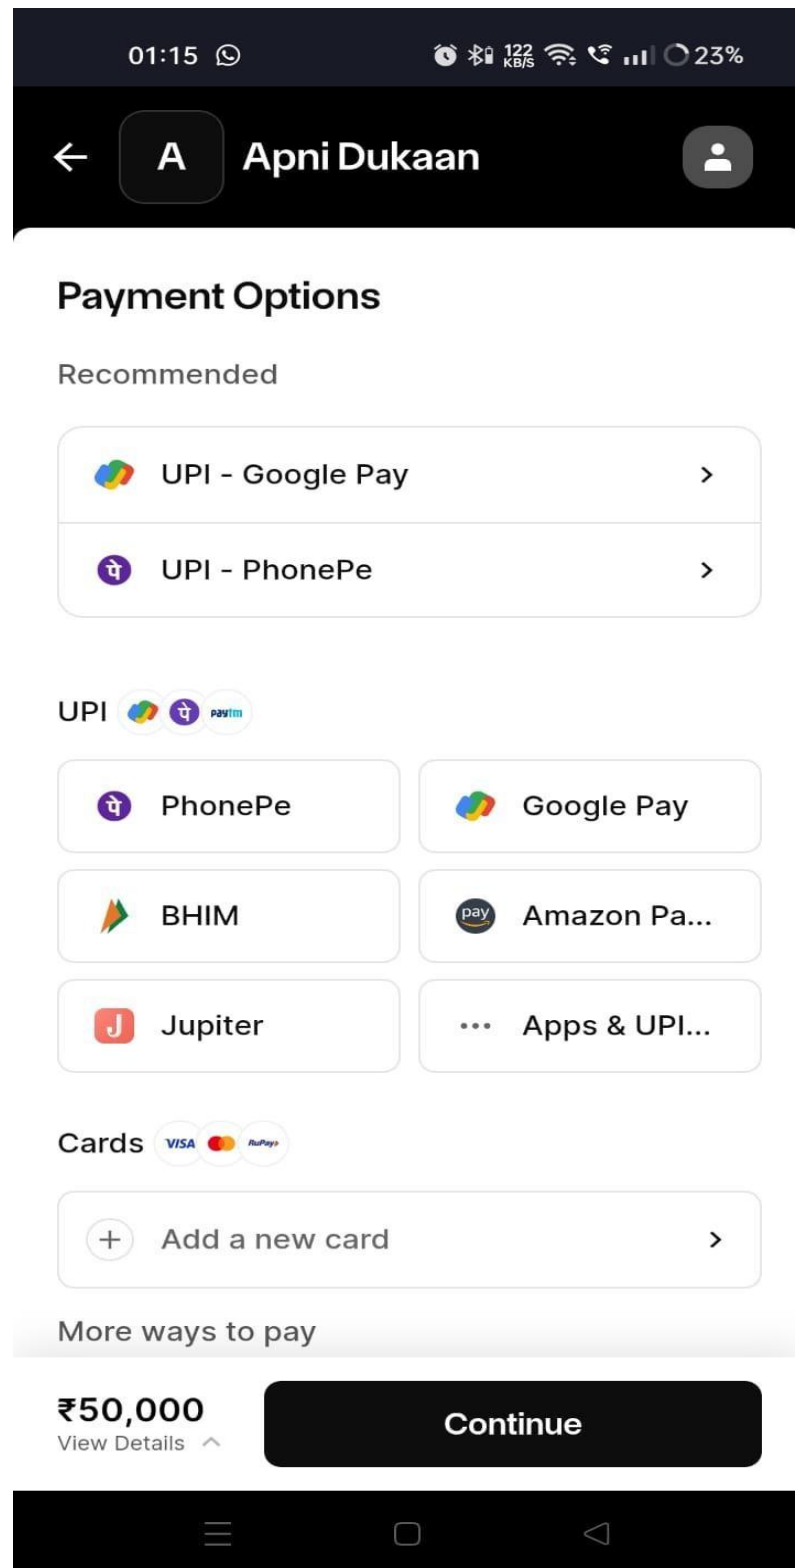 01:15 122 KB/S 23%
A Apni Dukaan
Payment Options
Recommended
UPI - Google Pay
पे UPI - PhonePe
UPI पे paytm
पे PhonePe
Google Pay
BHIM
pay Amazon Pa...
J Jupiter
... Apps & UPI...
Cards VISA RuPay
+ Add a new card
More ways to pay
₹50,000
View Details
Continue